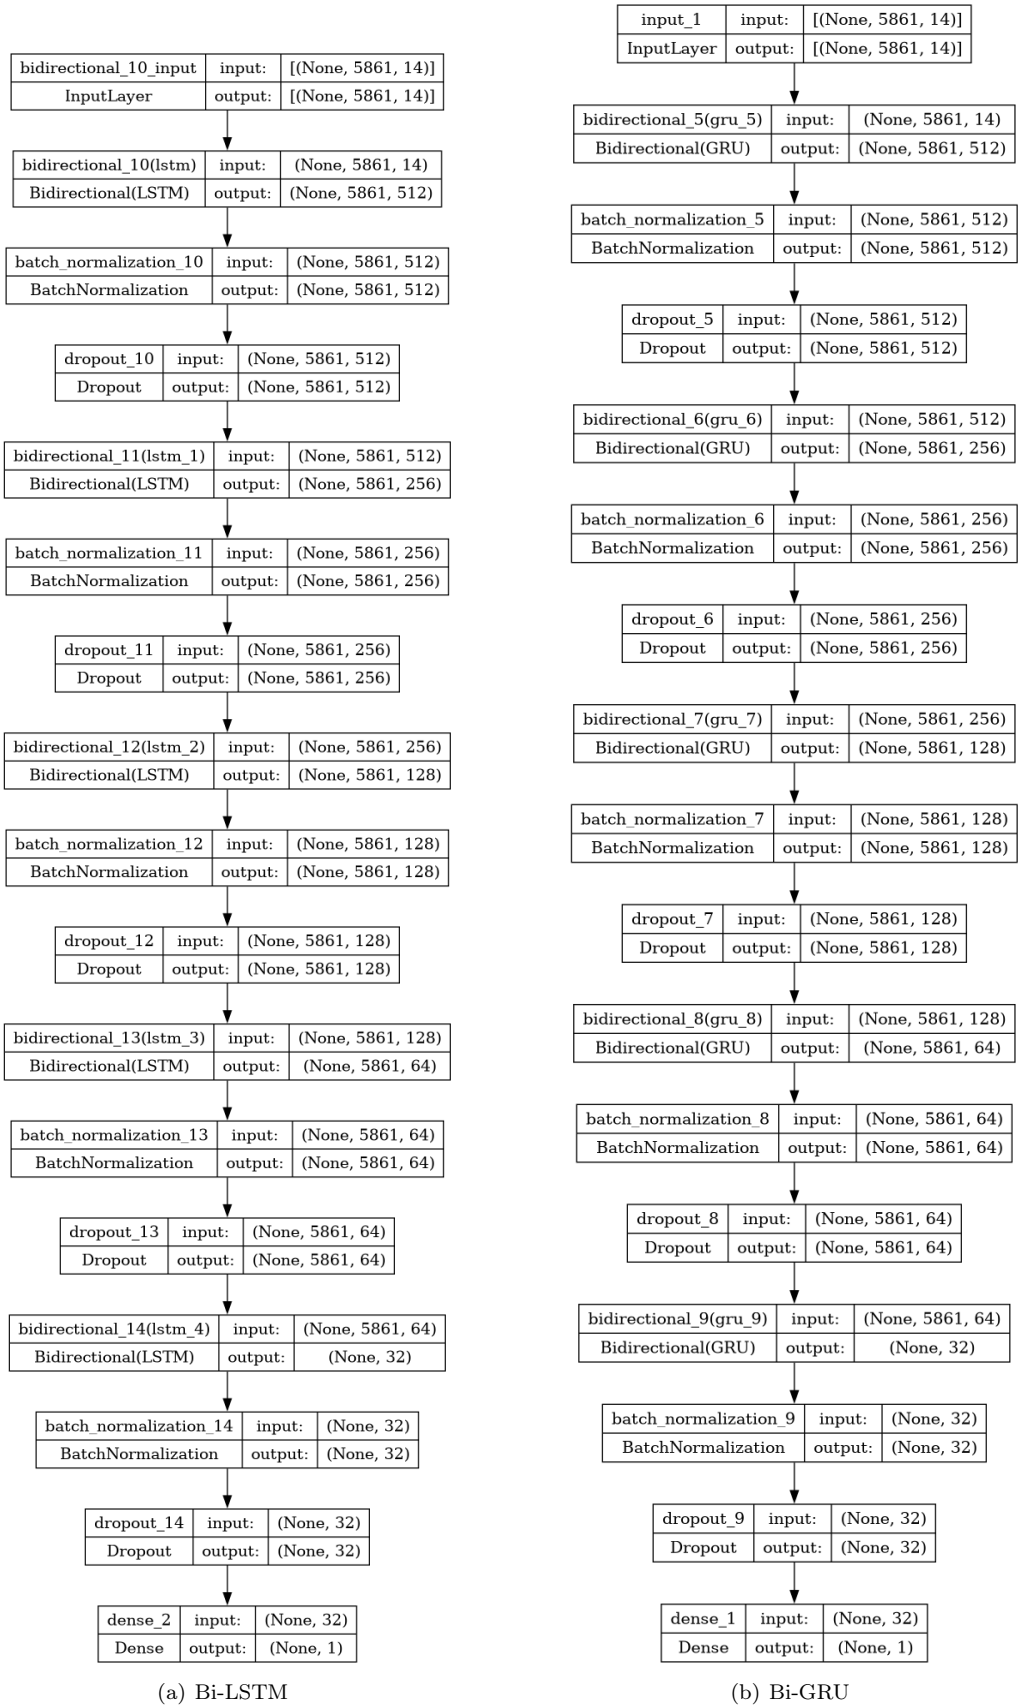 bidirectional_10_input input: [(None, 5861, 14)]
InputLayer output: [(None, 5861, 14)]
bidirectional_10(lstm) input: (None, 5861, 14)
Bidirectional(LSTM) output: (None, 5861, 512)
batch_normalization_10 input: (None, 5861, 512)
BatchNormalization output: (None, 5861, 512)
dropout_10 input: (None, 5861, 512)
Dropout output: (None, 5861, 512)
bidirectional_11(lstm_1) input: (None, 5861, 512)
Bidirectional(LSTM) output: (None, 5861, 256)
batch_normalization_11 input: (None, 5861, 256)
BatchNormalization output: (None, 5861, 256)
dropout_11 input: (None, 5861, 256)
Dropout output: (None, 5861, 256)
bidirectional_12(lstm_2) input: (None, 5861, 256)
Bidirectional(LSTM) output: (None, 5861, 128)
batch_normalization_12 input: (None, 5861, 128)
BatchNormalization output: (None, 5861, 128)
dropout_12 input: (None, 5861, 128)
Dropout output: (None, 5861, 128)
bidirectional_13(lstm_3) input: (None, 5861, 128)
Bidirectional(LSTM) output: (None, 5861, 64)
batch_normalization_13 input: (None, 5861, 64)
BatchNormalization output: (None, 5861, 64)
dropout_13 input: (None, 5861, 64)
Dropout output: (None, 5861, 64)
bidirectional_14(lstm_4) input: (None, 5861, 64)
Bidirectional(LSTM) output: (None, 32)
batch_normalization_14 input: (None, 32)
BatchNormalization output: (None, 32)
dropout_14 input: (None, 32)
Dropout output: (None, 32)
dense_2 input: (None, 32)
Dense output: (None, 1)
(a) Bi-LSTM
input_1 input: [(None, 5861, 14)]
InputLayer output: [(None, 5861, 14)]
bidirectional_5(gru_5) input: (None, 5861, 14)
Bidirectional(GRU) output: (None, 5861, 512)
batch_normalization_5 input: (None, 5861, 512)
BatchNormalization output: (None, 5861, 512)
dropout_5 input: (None, 5861, 512)
Dropout output: (None, 5861, 512)
bidirectional_6(gru_6) input: (None, 5861, 512)
Bidirectional(GRU) output: (None, 5861, 256)
batch_normalization_6 input: (None, 5861, 256)
BatchNormalization output: (None, 5861, 256)
dropout_6 input: (None, 5861, 256)
Dropout output: (None, 5861, 256)
bidirectional_7(gru_7) input: (None, 5861, 256)
Bidirectional(GRU) output: (None, 5861, 128)
batch_normalization_7 input: (None, 5861, 128)
BatchNormalization output: (None, 5861, 128)
dropout_7 input: (None, 5861, 128)
Dropout output: (None, 5861, 128)
bidirectional_8(gru_8) input: (None, 5861, 128)
Bidirectional(GRU) output: (None, 5861, 64)
batch_normalization_8 input: (None, 5861, 64)
BatchNormalization output: (None, 5861, 64)
dropout_8 input: (None, 5861, 64)
Dropout output: (None, 5861, 64)
bidirectional_9(gru_9) input: (None, 5861, 64)
Bidirectional(GRU) output: (None, 32)
batch_normalization_9 input: (None, 32)
BatchNormalization output: (None, 32)
dropout_9 input: (None, 32)
Dropout output: (None, 32)
dense_1 input: (None, 32)
Dense output: (None, 1)
(b) Bi-GRU